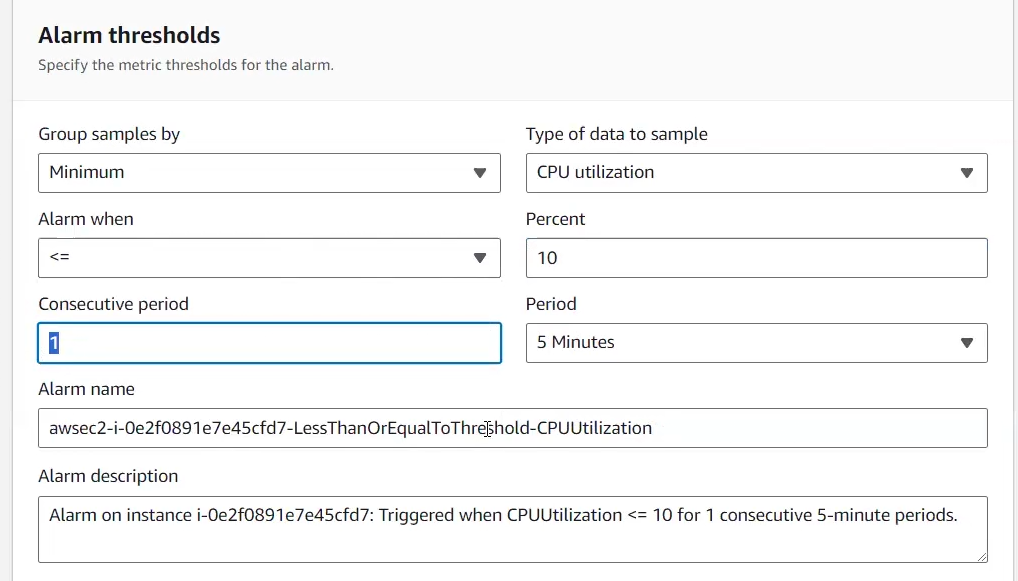 Alarm thresholds
Specify the metric thresholds for the alarm.
Group samples by
Type of data to sample
Minimum
CPU utilization
Alarm when
Percent
<=
10
Consecutive period
Period
1
5 Minutes
Alarm name
awsec2-i-0e2f0891e7e45cfd7-LessThanOrEqualToThreshold-CPUUtilization
Alarm description
Alarm on instance i-0e2f0891e7e45cfd7: Triggered when CPUUtilization <= 10 for 1 consecutive 5-minute periods.